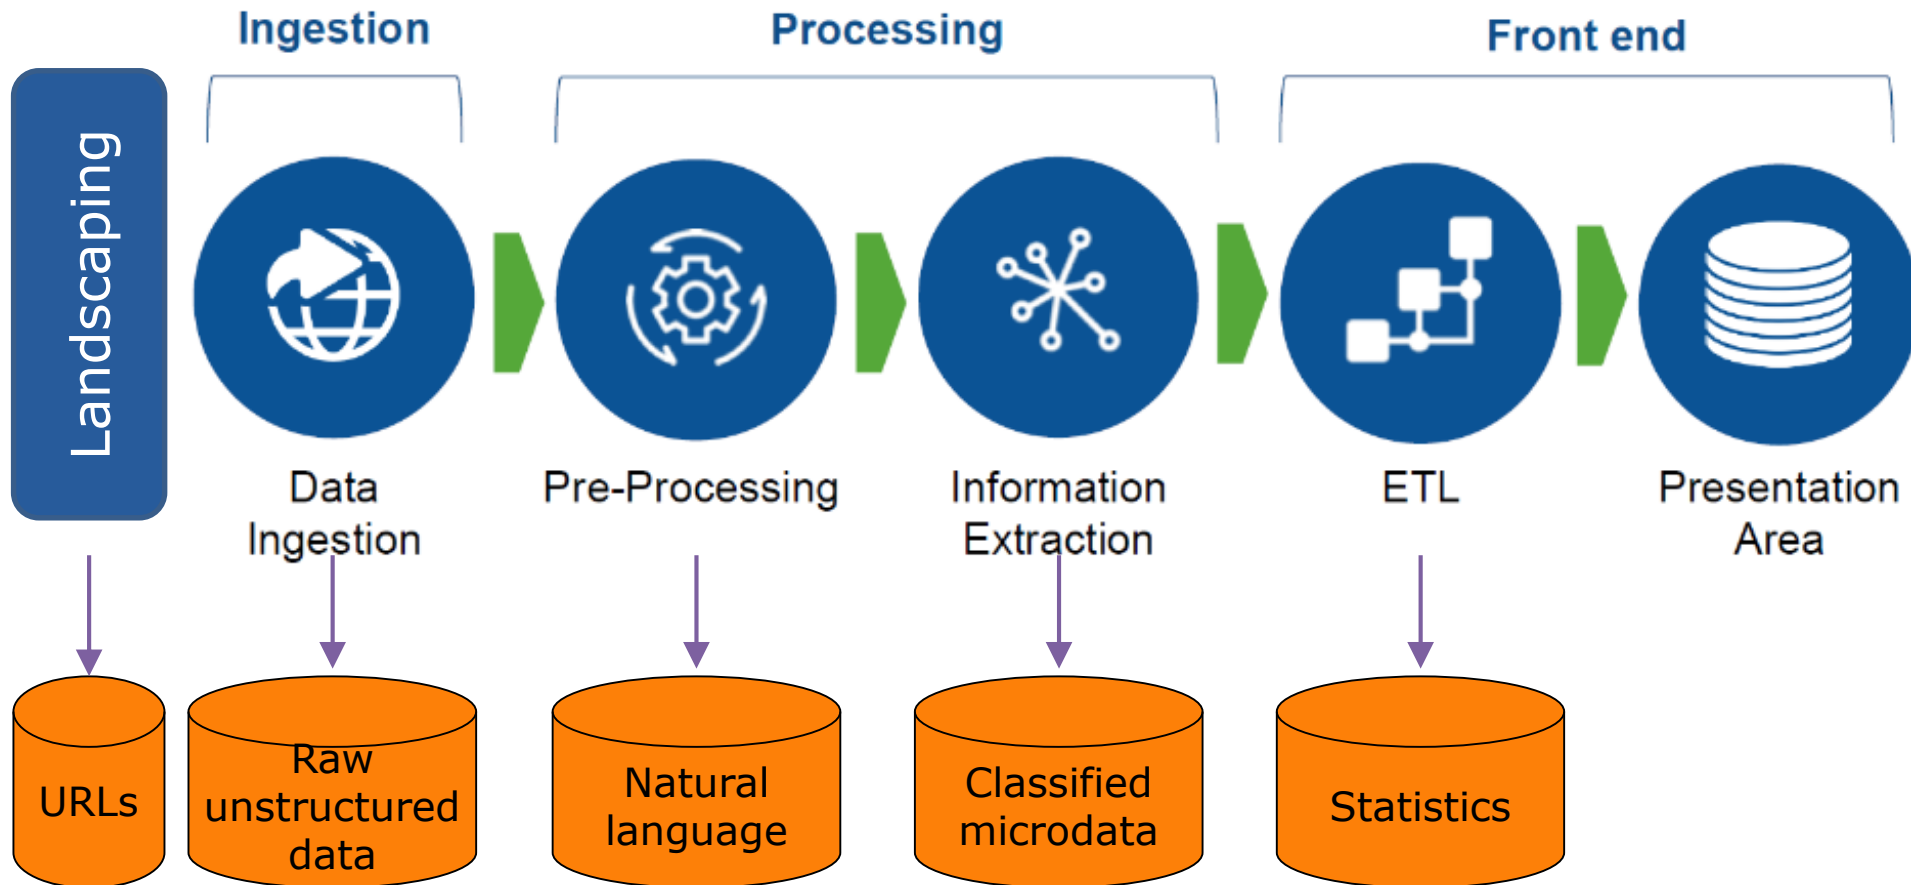 Ingestion
Processing
Front end
Landscaping
Data
Ingestion
Pre-Processing
Information
Extraction
ETL
Presentation
Area
URLs
Raw
unstructured
data
Natural
language
Classified
microdata
Statistics